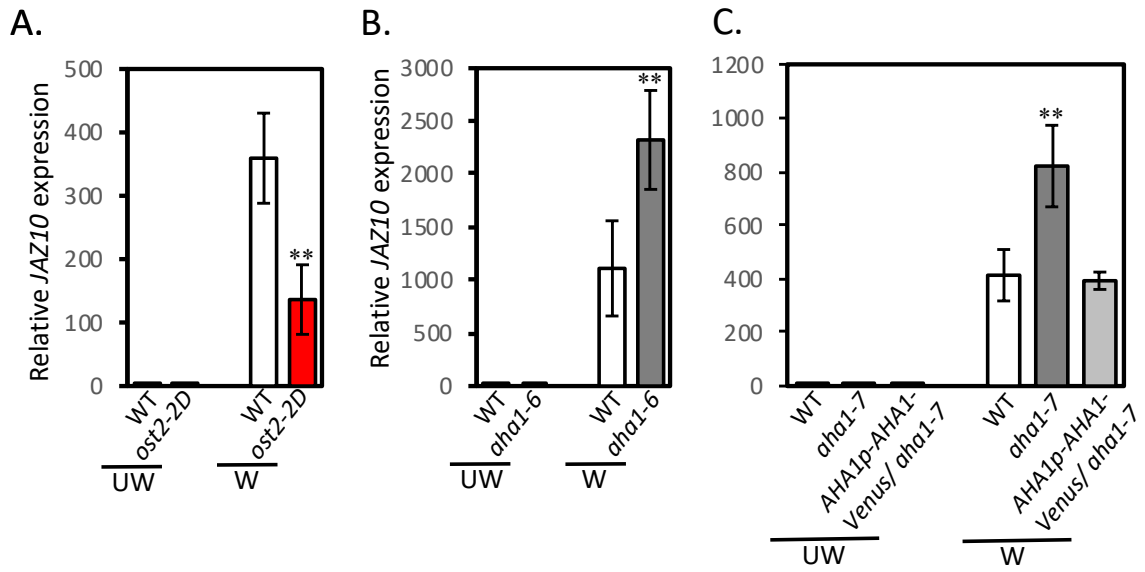 A.
Relative JAZ10 expression
500
400
300
200
100
0
**
WT
ost2-2D
WT
ost2-2D
UW
W
B.
Relative JAZ10 expression
3000
2500
2000
1500
1000
500
0
**
WT
aha1-6
WT
aha1-6
UW
W
C.
1200
1000
800
600
400
200
0
**
WT
aha1-7
AHA1p-AHA1-
Venus/ aha1-7
WT
aha1-7
AHA1p-AHA1-
Venus/ aha1-7
UW
W